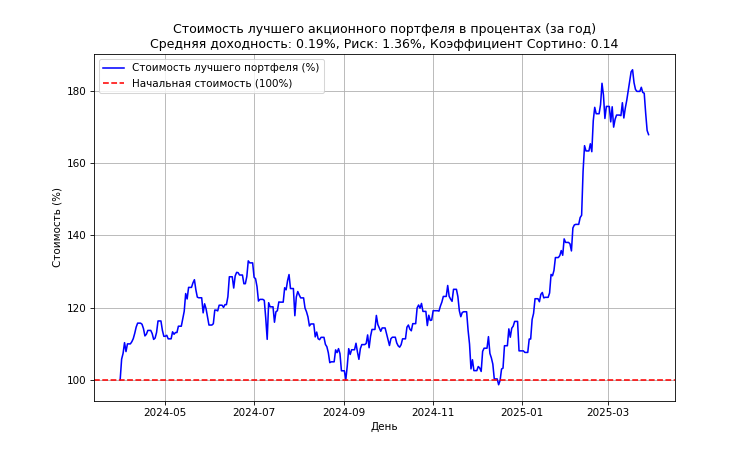 Стоимость лучшего акционного портфеля в процентах (за год)
Средняя доходность: 0.19%, Риск: 1.36%, Коэффициент Сортино: 0.14
Стоимость лучшего портфеля (%)
Начальная стоимость (100%)
Стоимость (%)
180
160
140
120
100
2024-05 2024-07 2024-09 2024-11 2025-01 2025-03
День